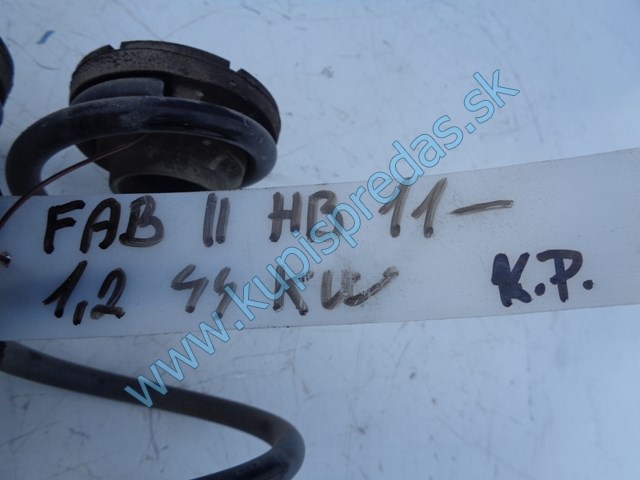 FAB II HB 11-
1,2 44 KW K.P.
www.kupispredas.sk